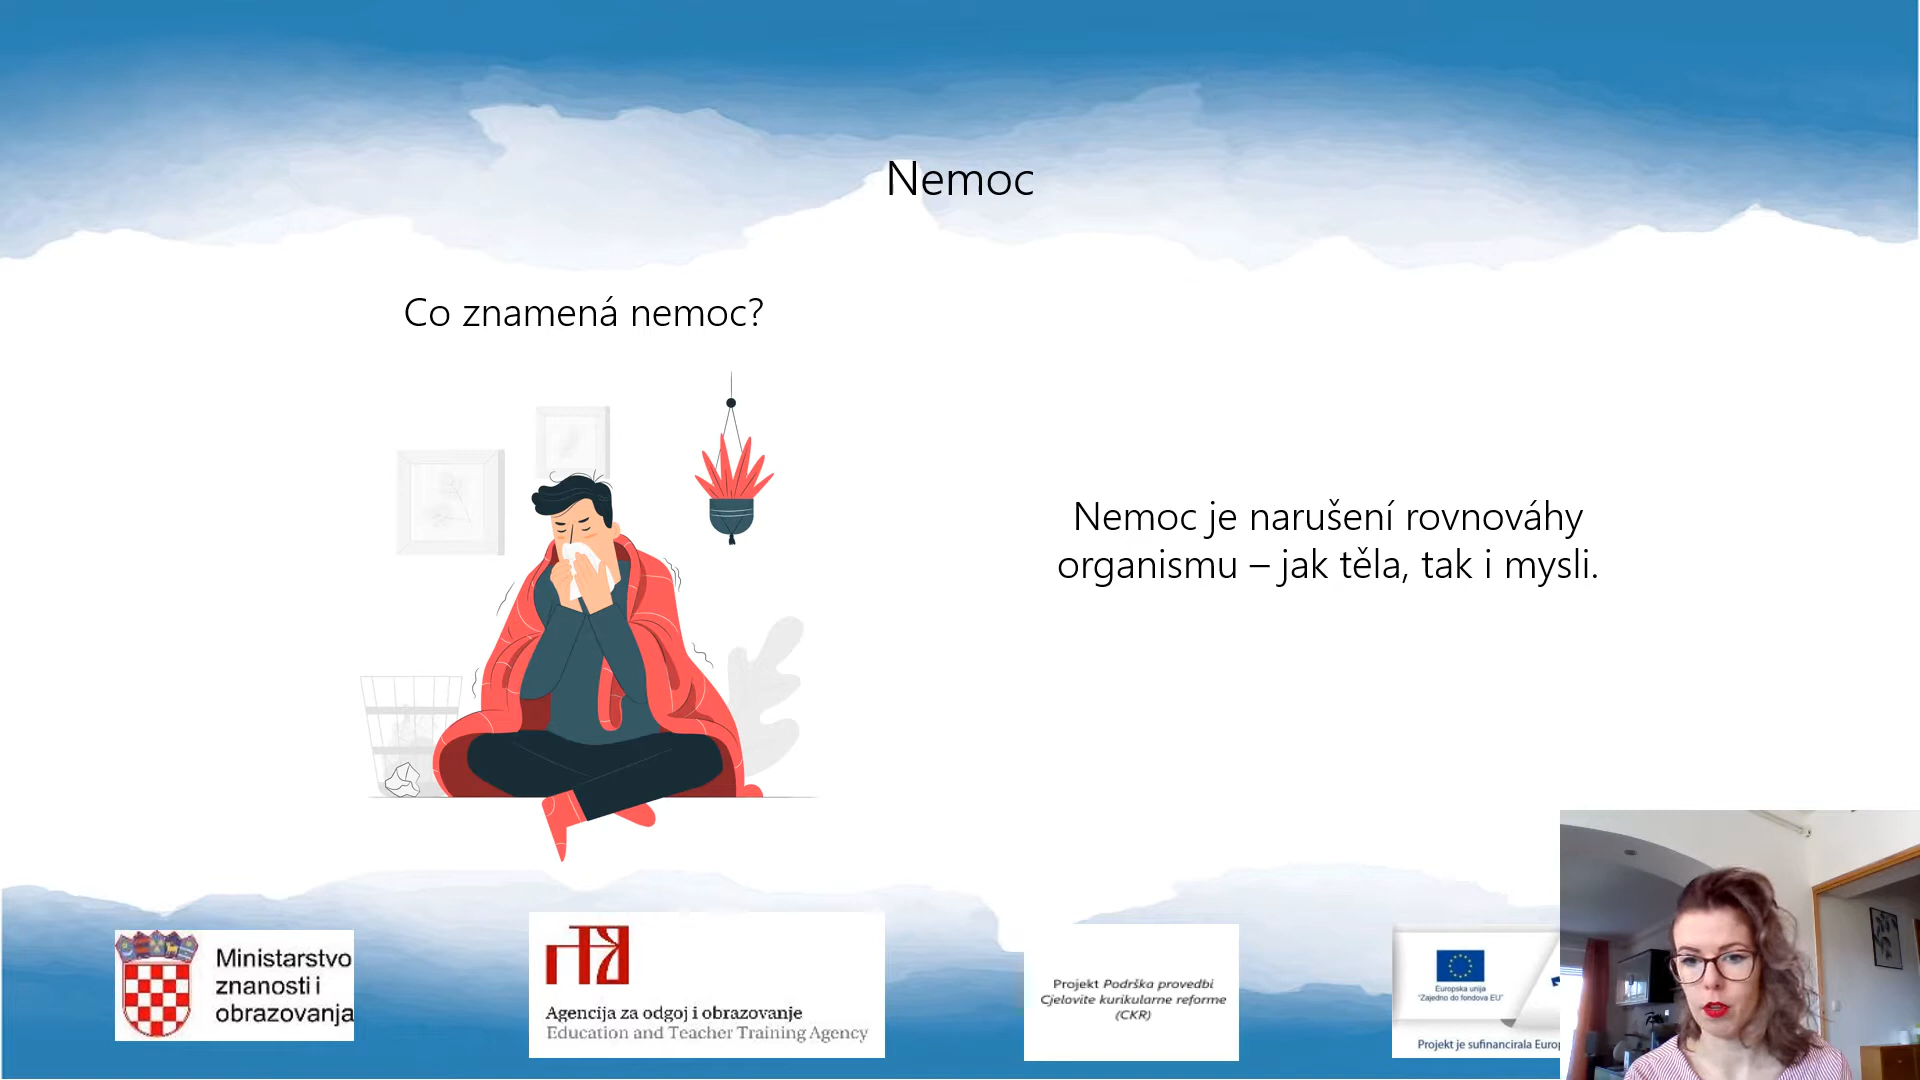 Nemoc
Co znamená nemoc?
Nemoc je narušení rovnováhy
organismu – jak těla, tak i mysli.
Ministarstvo
znanosti i
obrazovanja
Agencija za odgoj i obrazovanje
Education and Teacher Training Agency
Projekt Podrška provedbi
Cjelovite kurikularne reforme
(CKR)
Europska unija
"Zajedno do fondova EU"
Projekt je sufinancirala Europ